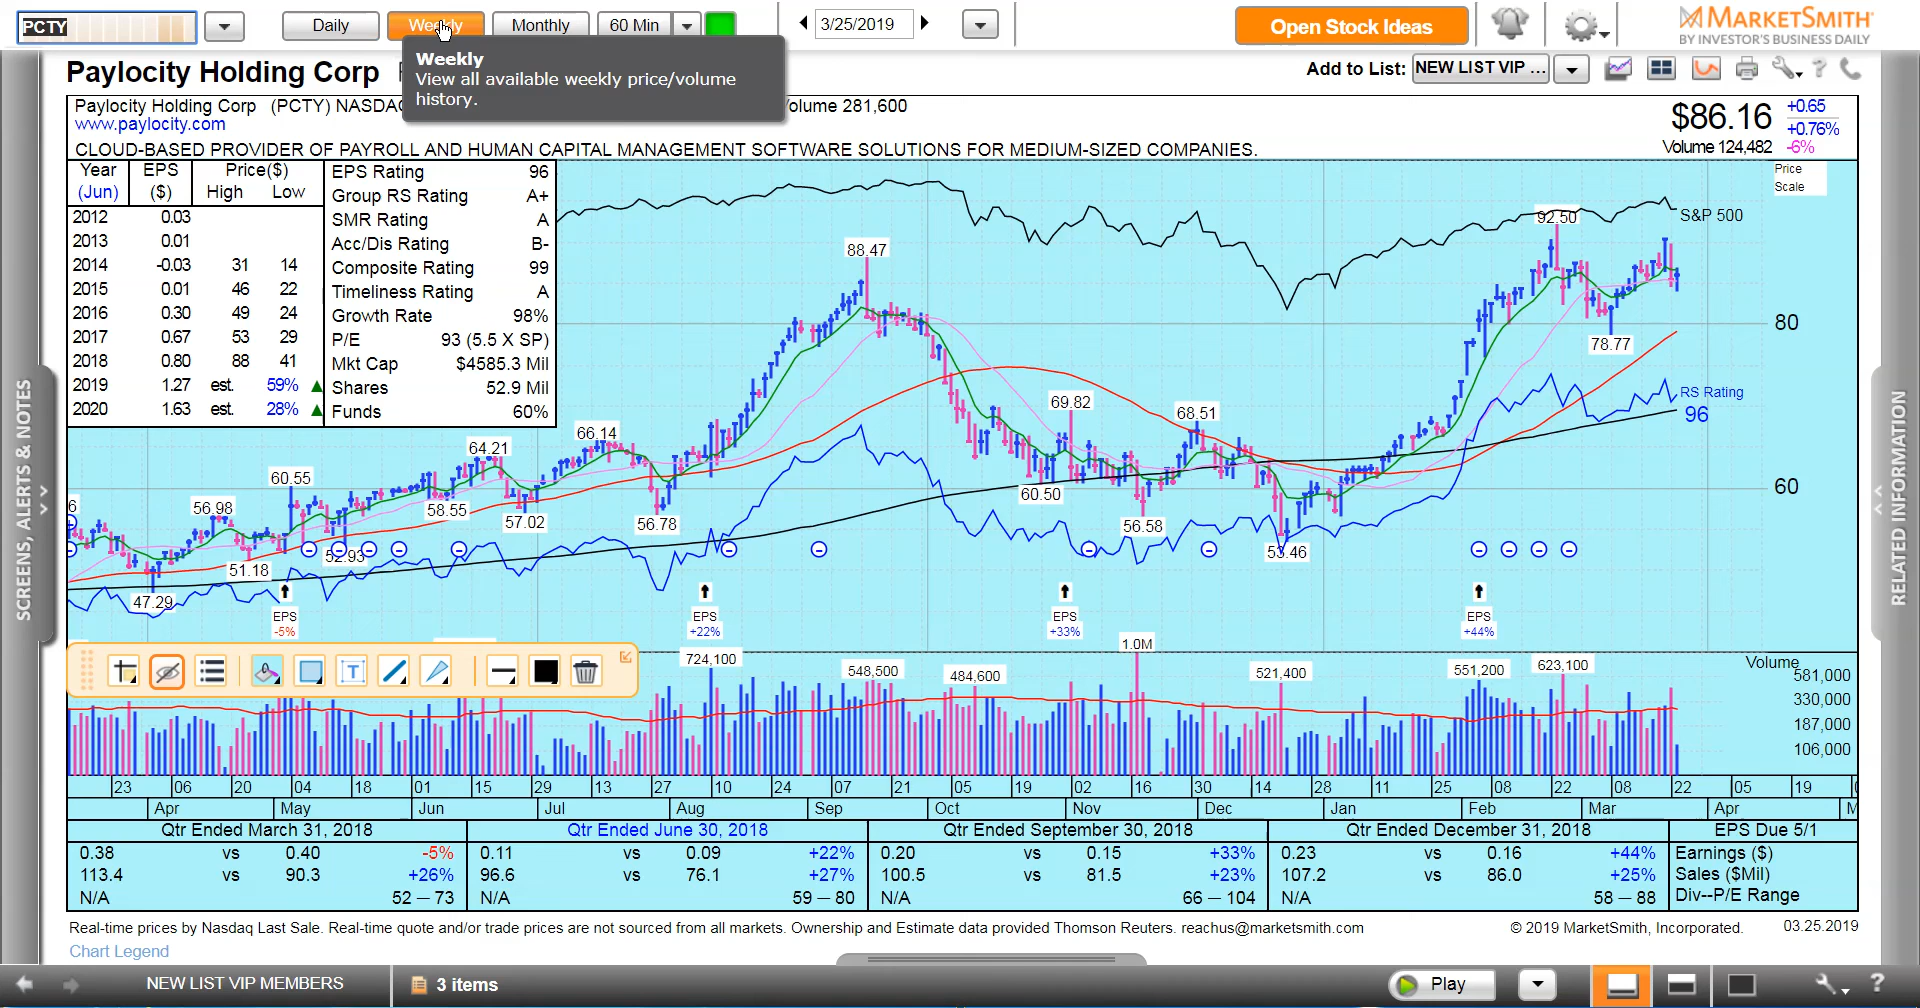 PCTY
Daily
Weekly
Monthly
60 Min
3/25/2019
Open Stock Ideas
MARKETSMITH
BY INVESTOR'S BUSINESS DAILY
Weekly
View all available weekly price/volume
history.
Paylocity Holding Corp
Add to List: NEW LIST VIP ...
Paylocity Holding Corp (PCTY) NASDAQ
Volume 281,600
www.paylocity.com
CLOUD-BASED PROVIDER OF PAYROLL AND HUMAN CAPITAL MANAGEMENT SOFTWARE SOLUTIONS FOR MEDIUM-SIZED COMPANIES.
$86.16 +0.65
+0.76%
Volume 124,482 -6%
Year EPS Price($)
(Jun) ($) High Low
2012 0.03
2013 0.01
2014 -0.03 31 14
2015 0.01 46 22
2016 0.30 49 24
2017 0.67 53 29
2018 0.80 88 41
2019 1.27 est. 59%
2020 1.63 est. 28%
EPS Rating 96
Group RS Rating A+
SMR Rating A
Acc/Dis Rating B-
Composite Rating 99
Timeliness Rating A
Growth Rate 98%
P/E 93 (5.5 X SP)
Mkt Cap $4585.3 Mil
Shares 52.9 Mil
Funds 60%
Price
Scale
S&P 500
92.50
88.47
80
78.77
RS Rating
96
69.82
68.51
66.14
64.21
60.55
60
60.50
56.98
58.55
57.02
56.78
56.58
52.93
53.46
51.18
47.29
EPS
-5%
EPS
+22%
EPS
+33%
EPS
+44%
1.0M
724,100
548,500
484,600
521,400
551,200
623,100
Volume
581,000
330,000
187,000
106,000
23 06 20 04 18 01 15 29 13 27 10 24 07 21 05 19 02 16 30 14 28 11 25 08 22 08 22 05 19
Apr May Jun Jul Aug Sep Oct Nov Dec Jan Feb Mar Apr M
Qtr Ended March 31, 2018
0.38 vs 0.40 -5%
113.4 vs 90.3 +26%
N/A 52 — 73
Qtr Ended June 30, 2018
0.11 vs 0.09 +22%
96.6 vs 76.1 +27%
N/A 59 — 80
Qtr Ended September 30, 2018
0.20 vs 0.15 +33%
100.5 vs 81.5 +23%
N/A 66 — 104
Qtr Ended December 31, 2018
0.23 vs 0.16 +44%
107.2 vs 86.0 +25%
N/A 58 — 88
EPS Due 5/1
Earnings ($)
Sales ($Mil)
Div--P/E Range
Real-time prices by Nasdaq Last Sale. Real-time quote and/or trade prices are not sourced from all markets. Ownership and Estimate data provided Thomson Reuters. reachus@marketsmith.com
© 2019 MarketSmith, Incorporated.
03.25.2019
Chart Legend
SCREENS, ALERTS & NOTES
RELATED INFORMATION
NEW LIST VIP MEMBERS
3 items
Play